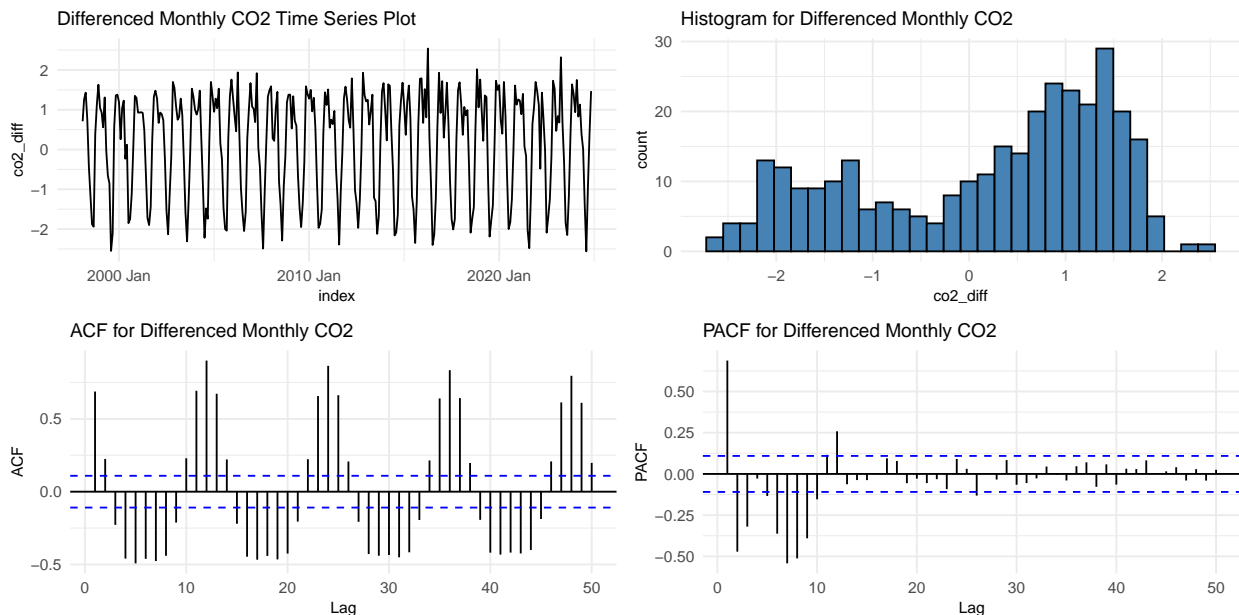 Differenced Monthly CO2 Time Series Plot
co2_diff
2
1
0
−1
−2
2000 Jan 2010 Jan 2020 Jan
index
Histogram for Differenced Monthly CO2
count
30
20
10
0
−2 −1 0 1 2
co2_diff
ACF for Differenced Monthly CO2
ACF
0.5
0.0
−0.5
0 10 20 30 40 50
Lag
PACF for Differenced Monthly CO2
PACF
0.50
0.25
0.00
−0.25
−0.50
0 10 20 30 40 50
Lag